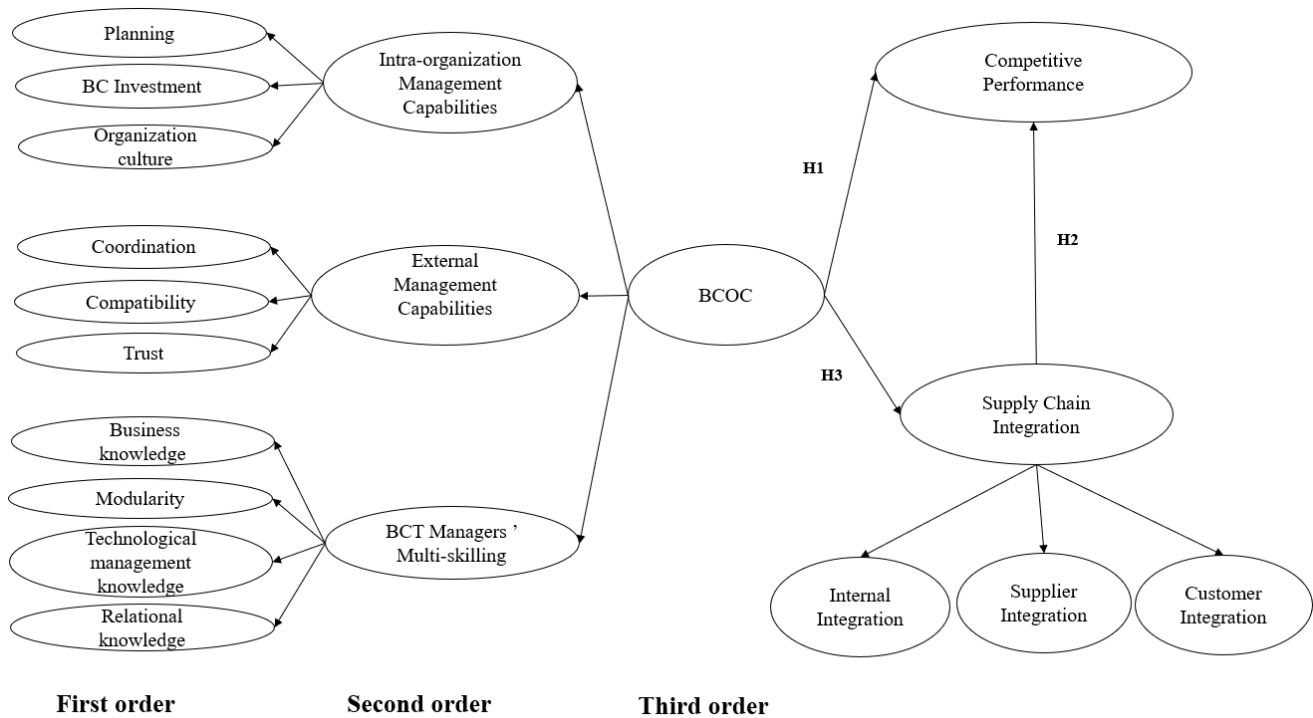 Planning
BC Investment
Organization
culture
Intra-organization
Management
Capabilities
Coordination
Compatibility
Trust
External
Management
Capabilities
Business
knowledge
Modularity
Technological
management
knowledge
Relational
knowledge
BCT Managers ’
Multi-skilling
BCOC
H1
H2
H3
Competitive
Performance
Supply Chain
Integration
Internal
Integration
Supplier
Integration
Customer
Integration
First order
Second order
Third order